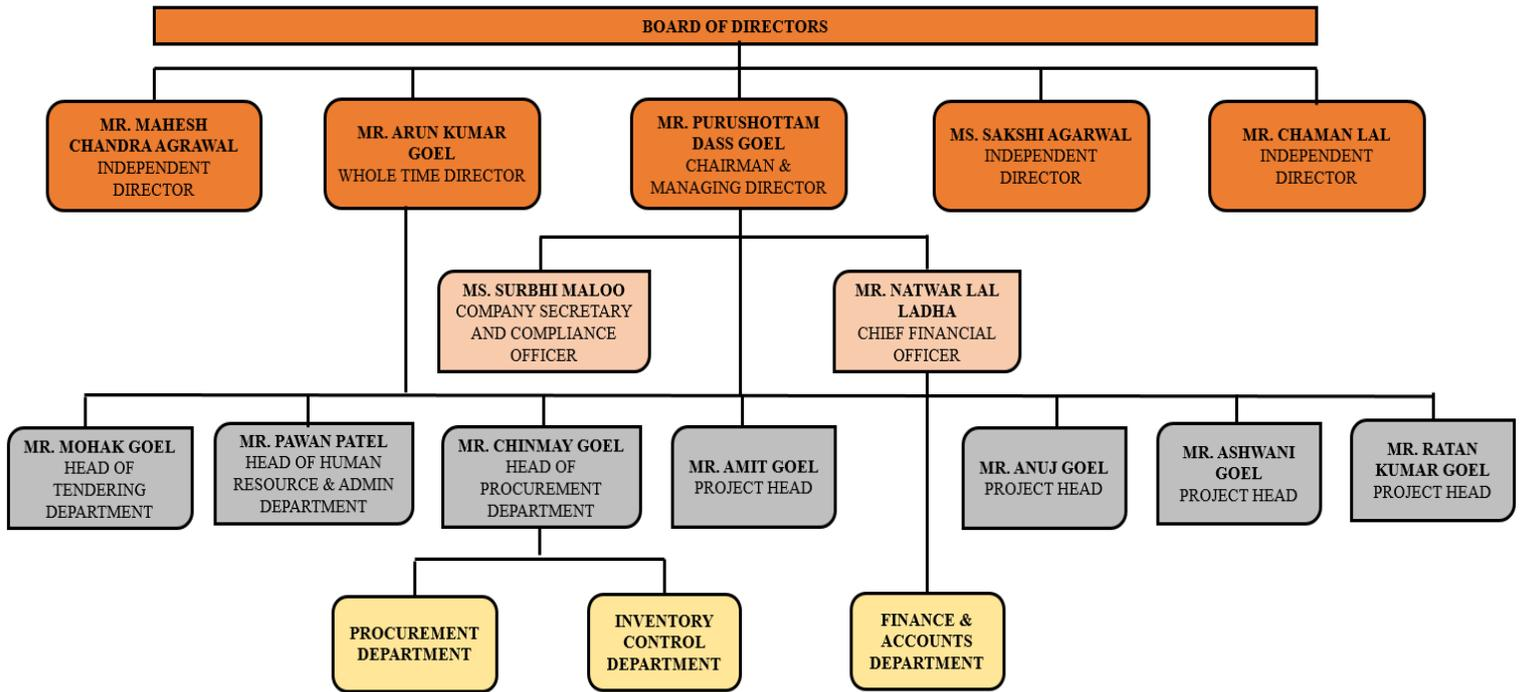 BOARD OF DIRECTORS
MR. MAHESH
CHANDRA AGRAWAL
INDEPENDENT
DIRECTOR
MR. ARUN KUMAR
GOEL
WHOLE TIME DIRECTOR
MR. PURUSHOTTAM
DASS GOEL
CHAIRMAN &
MANAGING DIRECTOR
MS. SAKSHI AGARWAL
INDEPENDENT
DIRECTOR
MR. CHAMAN LAL
INDEPENDENT
DIRECTOR
MS. SURBHI MALOO
COMPANY SECRETARY
AND COMPLIANCE
OFFICER
MR. NATWAR LAL
LADHA
CHIEF FINANCIAL
OFFICER
MR. MOHAK GOEL
HEAD OF
TENDERING
DEPARTMENT
MR. PAWAN PATEL
HEAD OF HUMAN
RESOURCE & ADMIN
DEPARTMENT
MR. CHINMAY GOEL
HEAD OF
PROCUREMENT
DEPARTMENT
MR. AMIT GOEL
PROJECT HEAD
MR. ANUJ GOEL
PROJECT HEAD
MR. ASHWANI
GOEL
PROJECT HEAD
MR. RATAN
KUMAR GOEL
PROJECT HEAD
PROCUREMENT
DEPARTMENT
INVENTORY
CONTROL
DEPARTMENT
FINANCE &
ACCOUNTS
DEPARTMENT